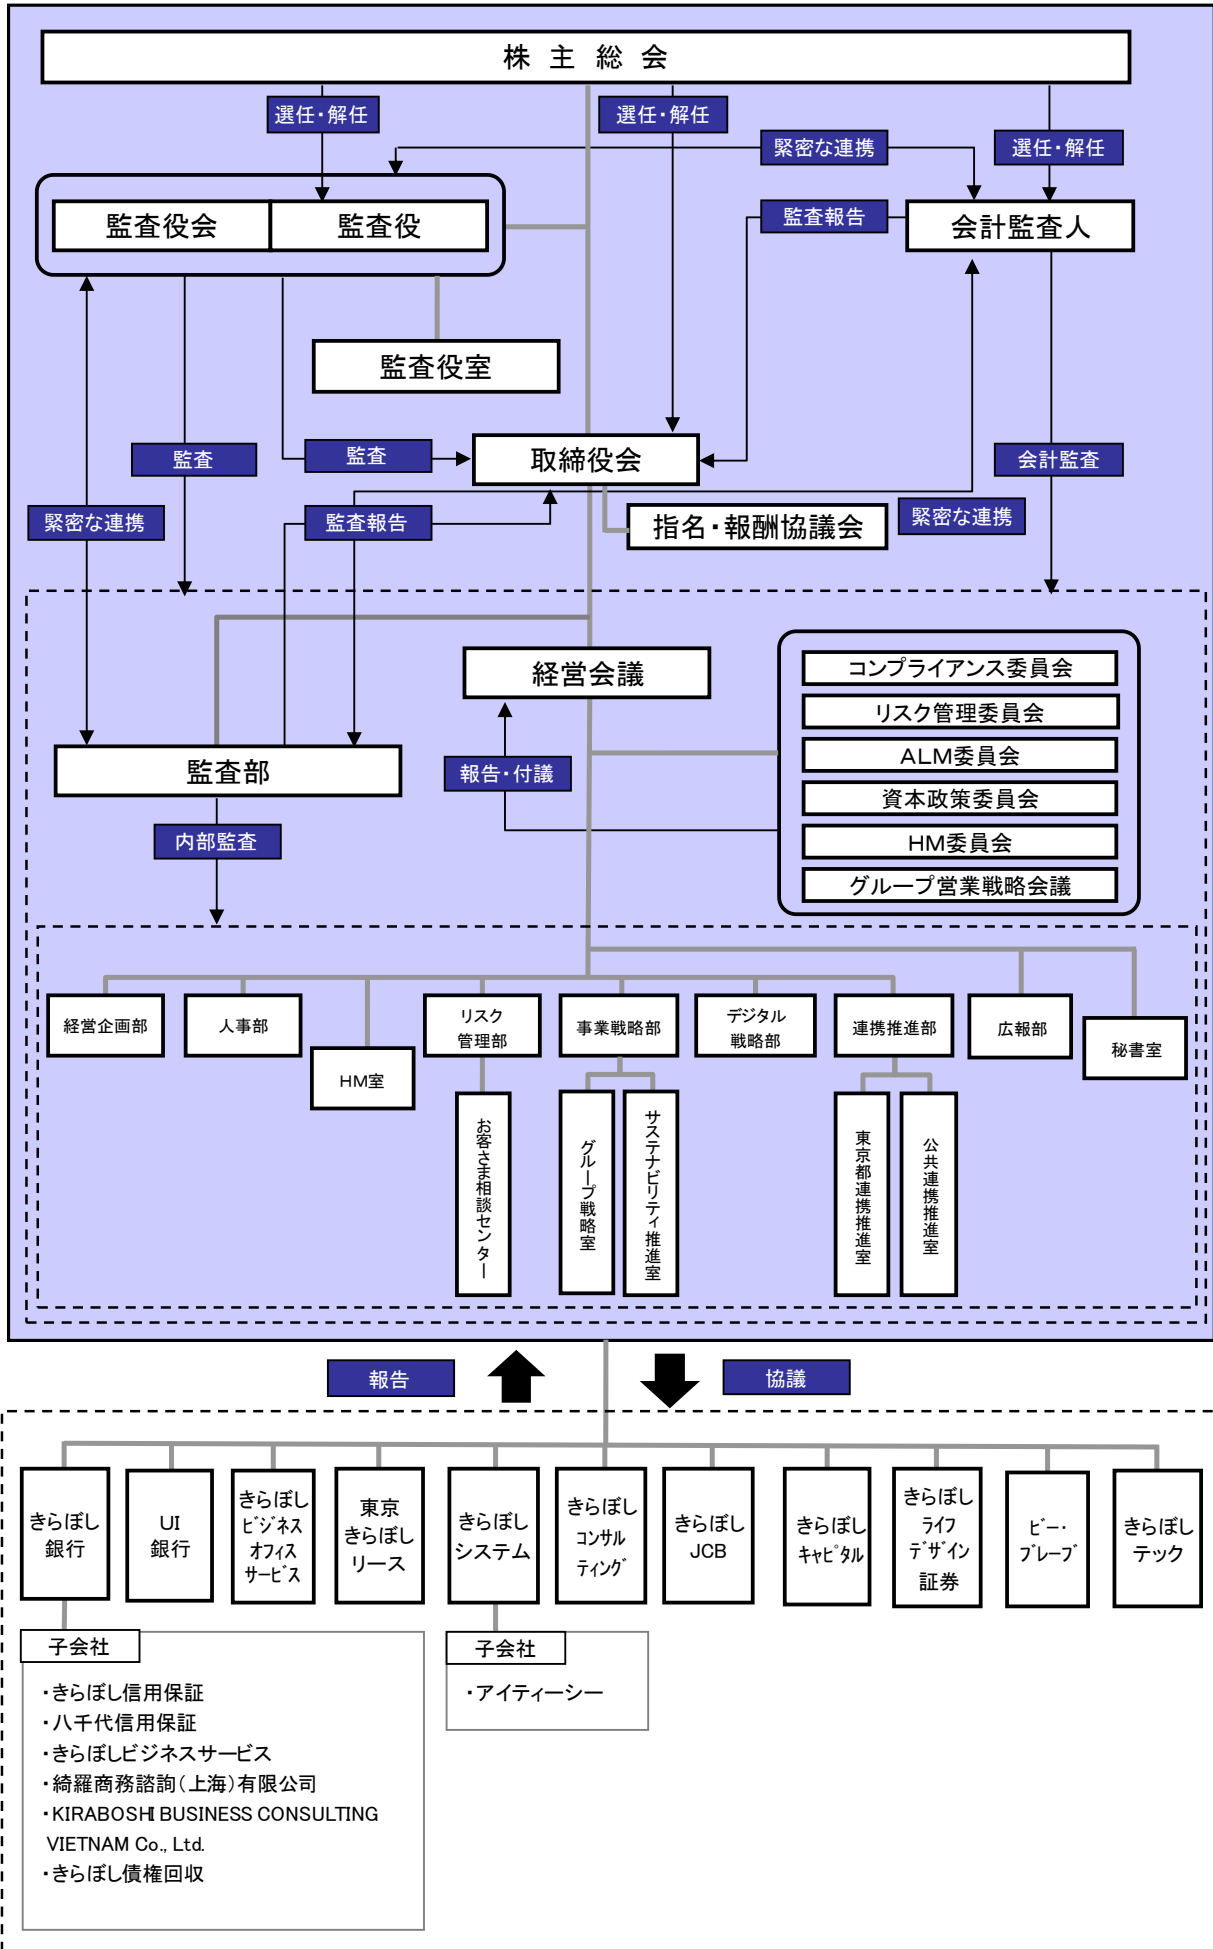 株主総会
選任・解任
選任・解任
緊密な連携
選任・解任
監査役会
監査役
監査報告
会計監査人
監査役室
監査
監査
取締役会
会計監査
緊密な連携
監査報告
指名・報酬協議会
緊密な連携
経営会議
コンプライアンス委員会
リスク管理委員会
ALM委員会
資本政策委員会
HM委員会
グループ営業戦略会議
監査部
報告・付議
内部監査
経営企画部
人事部
HM室
リスク
管理部
事業戦略部
デジタル
戦略部
連携推進部
広報部
秘書室
お客さま相談センター
グループ戦略室
サステナビリティ推進室
東京都連携推進室
公共連携推進室
報告
協議
きらぼし
銀行
UI
銀行
きらぼし
ビジネス
オフィス
サービス
東京
きらぼし
リース
きらぼし
システム
きらぼし
コンサル
ティング
きらぼし
JCB
きらぼし
キャピタル
きらぼし
ライフ
デザイン
証券
ビー・
ブレーブ
きらぼし
テック
子会社
・きらぼし信用保証
・八千代信用保証
・きらぼしビジネスサービス
・綺羅商務諮詢(上海)有限公司
・KIRABOSHI BUSINESS CONSULTING
VIETNAM Co., Ltd.
・きらぼし債権回収
子会社
・アイティーシー